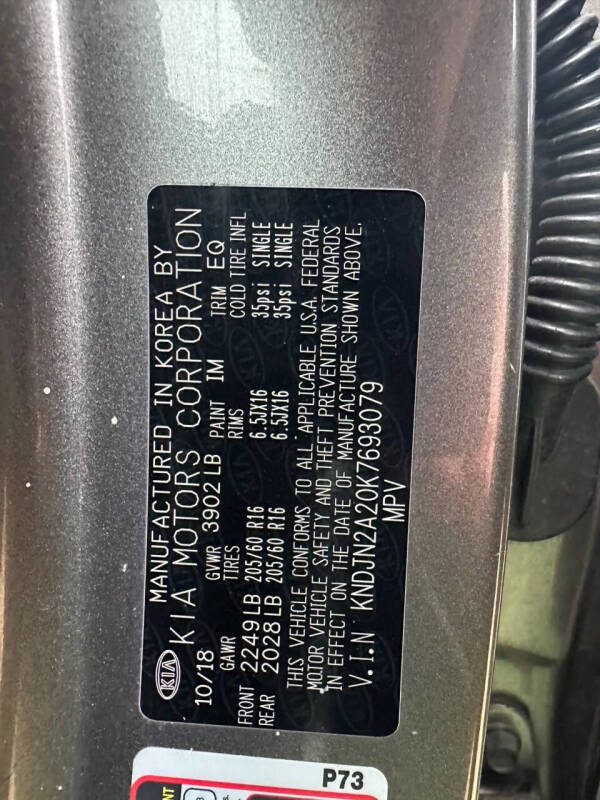 MANUFACTURED IN KOREA BY
KIA KIA MOTORS CORPORATION
10/18 GVWR 3902 LB PAINT IM TRIM EQ
GAWR TIRES RIMS COLD TIRE INFL
FRONT 2249 LB 205/60 R16 6.5JX16 35psi SINGLE
REAR 2028 LB 205/60 R16 6.5JX16 35psi SINGLE
THIS VEHICLE CONFORMS TO ALL APPLICABLE U.S.A. FEDERAL
MOTOR VEHICLE SAFETY AND THEFT PREVENTION STANDARDS
IN EFFECT ON THE DATE OF MANUFACTURE SHOWN ABOVE.
V.I.N KNDJN2A20K7693079
MPV
P73